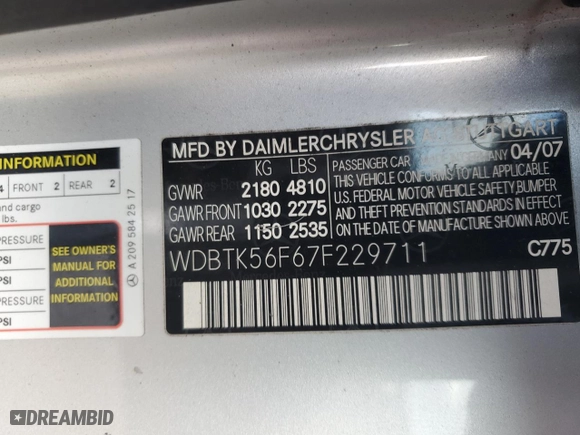 MFD BY DAIMLERCHRYSLER STUTTGART
KG LBS
GVWR 2180 4810
GAWR FRONT 1030 2275
GAWR REAR 1150 2535
PASSENGER CAR 04/07
THIS VEHICLE CONFORMS TO ALL APPLICABLE
U.S. FEDERAL MOTOR VEHICLE SAFETY, BUMPER
AND THEFT PREVENTION STANDARDS IN EFFECT
ON DATE OF MANUFACTURE SHOWN ABOVE
WDBTK56F67F229711
C775
INFORMATION
4 FRONT 2 REAR 2
and cargo
lbs.
PRESSURE
PSI
PRESSURE
PSI
PRESSURE
PSI
SEE OWNER'S
MANUAL FOR
ADDITIONAL
INFORMATION
A 209 584 25 17
DREAMBID